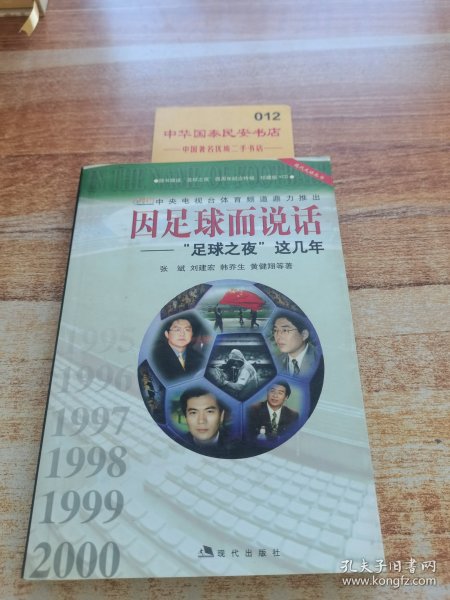 012
中华国泰民安书店
中国著名优质二手书店
中央电视台体育频道鼎力推出
因足球而说话
——"足球之夜"这几年
张 斌 刘建宏 韩乔生 黄健翔等著
1995
1996
1997
1998
1999
2000
现代出版社
孔夫子旧书网
www.kongfz.com